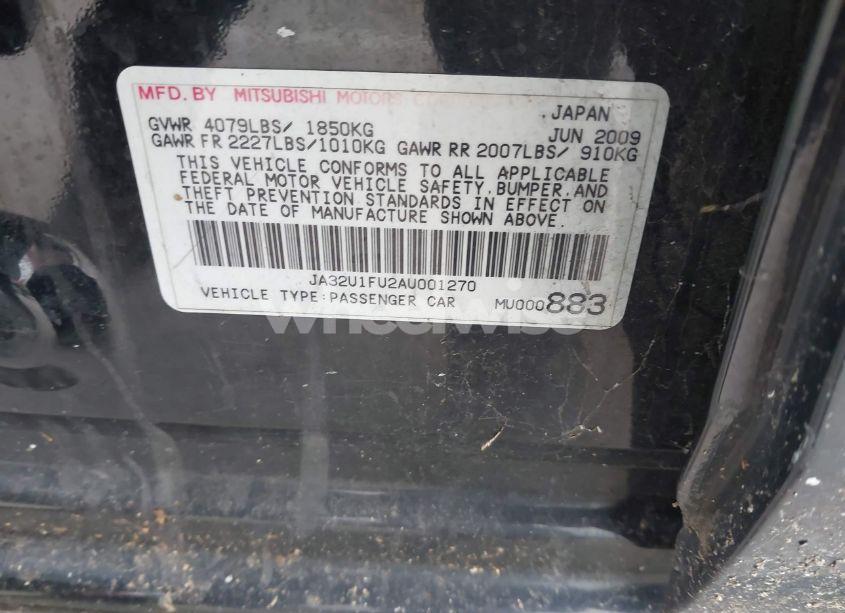 MFD. BY MITSUBISHI MOTORS CORPORATION
JAPAN
GVWR 4079LBS/ 1850KG JUN 2009
GAWR FR 2227LBS/1010KG GAWR RR 2007LBS/ 910KG
THIS VEHICLE CONFORMS TO ALL APPLICABLE
FEDERAL MOTOR VEHICLE SAFETY, BUMPER, AND
THEFT PREVENTION STANDARDS IN EFFECT ON
THE DATE OF MANUFACTURE SHOWN ABOVE.
JA32U1FU2AU001270
VEHICLE TYPE:PASSENGER CAR MU000883
wheelwise